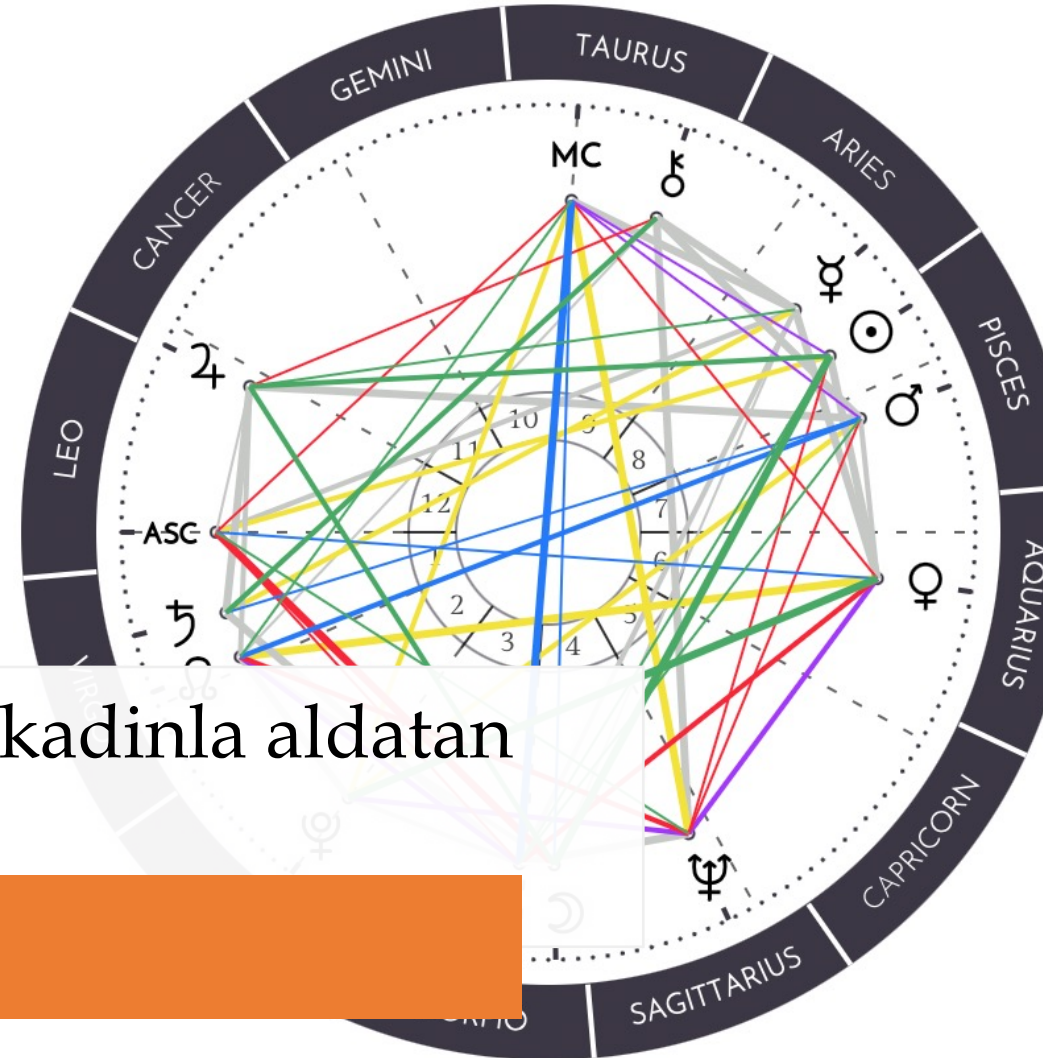 TAURUS
GEMINI
ARIES
MC
CANCER
PISCES
LEO
10
9
11
8
12
7
ASC
1
6
AQUARIUS
2
5
3
4
kadinla aldatan
CAPRICORN
SAGITTARIUS